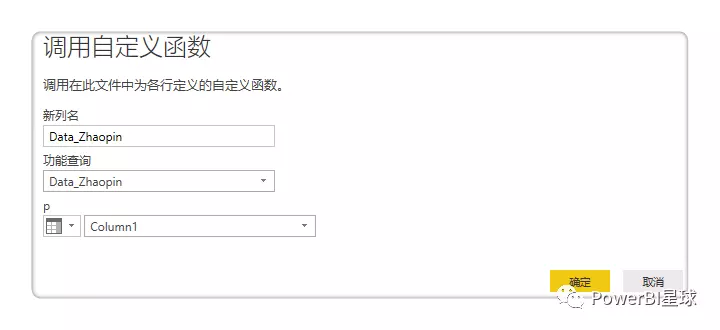 调用自定义函数
调用在此文件中为各行定义的自定义函数。
新列名
Data_Zhaopin
功能查询
Data_Zhaopin
p
Column1
确定 取消
PowerBI星球